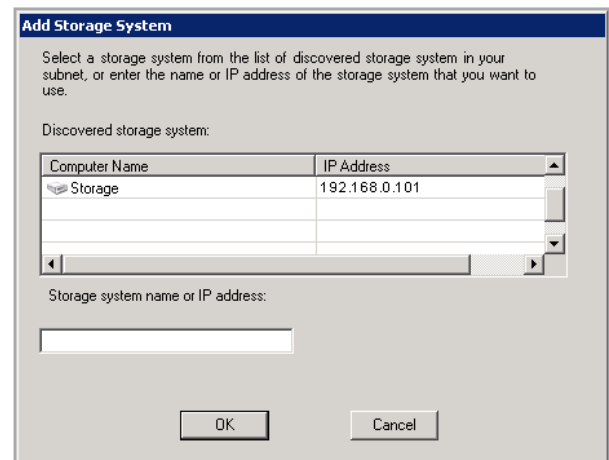 Add Storage System
Select a storage system from the list of discovered storage system in your
subnet, or enter the name or IP address of the storage system that you want to
use.
Discovered storage system:
Computer Name IP Address
Storage 192.168.0.101
Storage system name or IP address:
OK Cancel